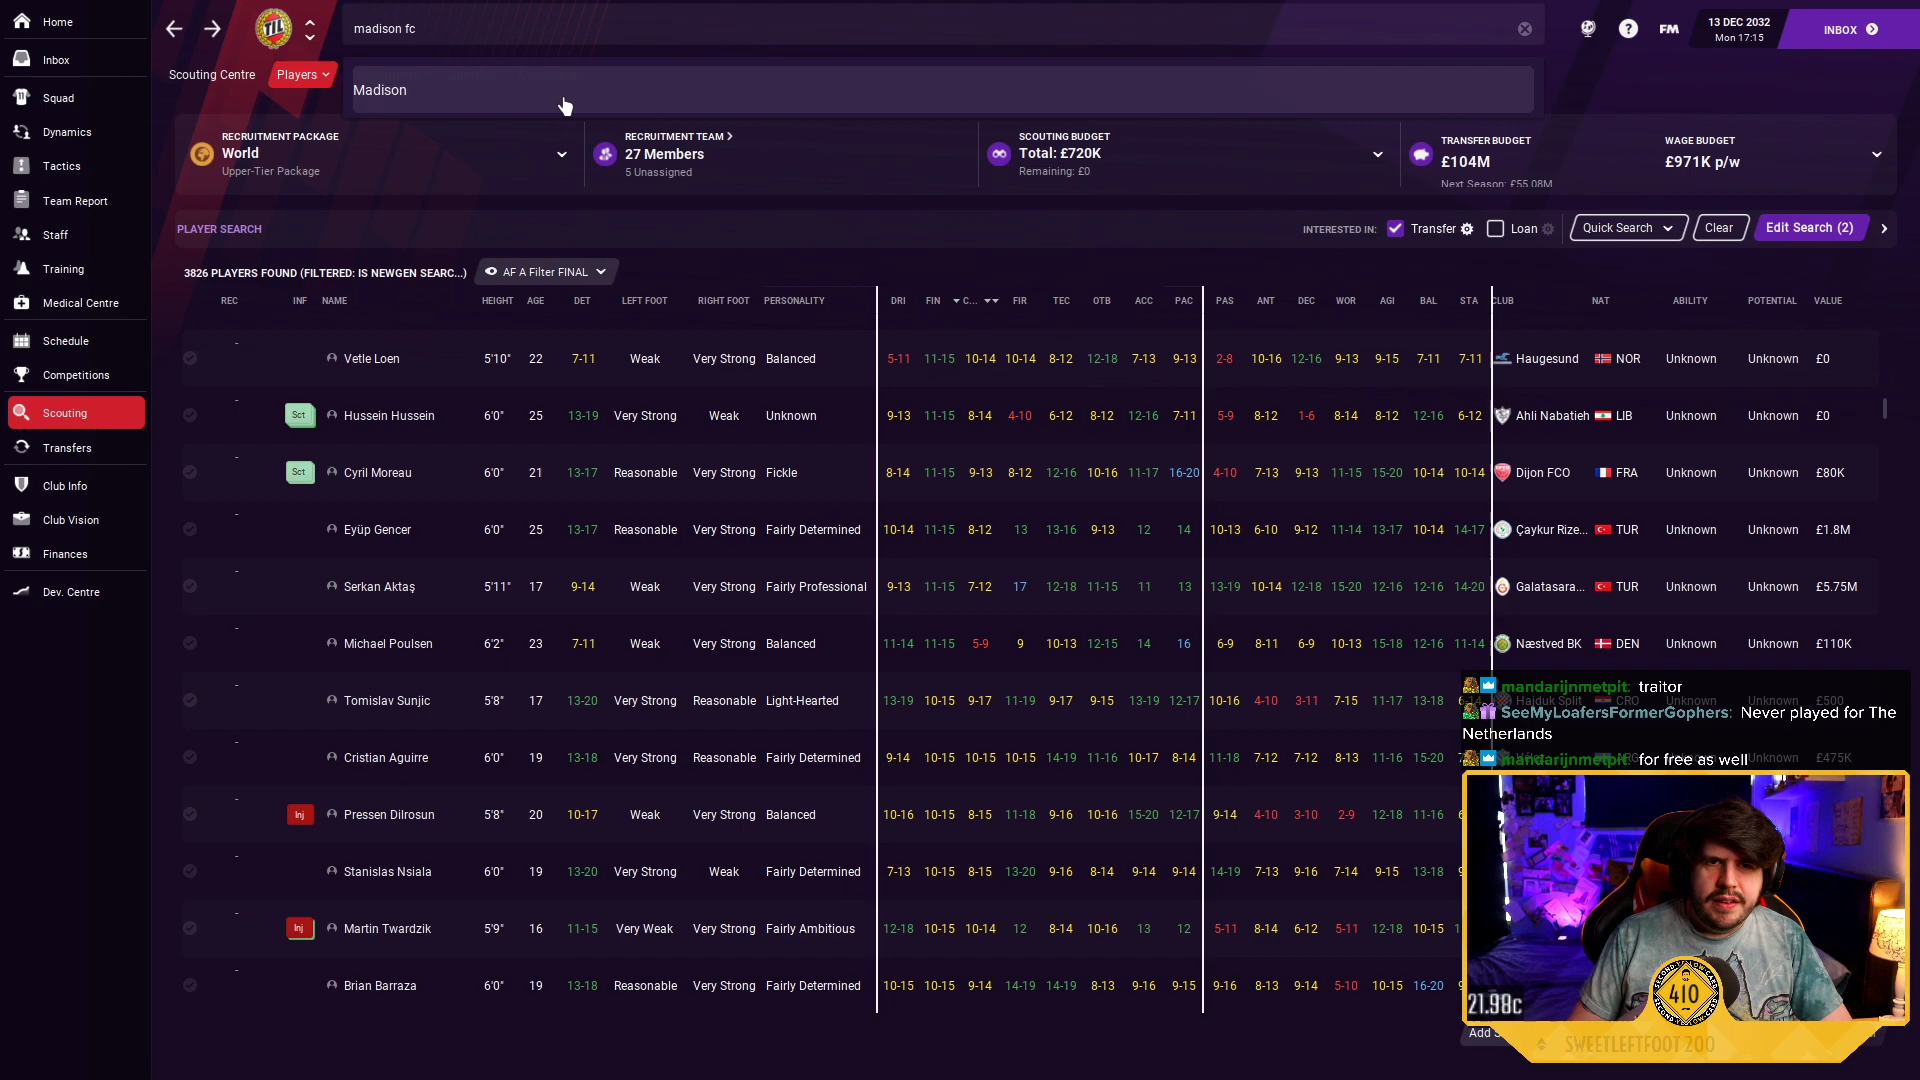 Home
Inbox
Squad
Dynamics
Tactics
Team Report
Staff
Training
Medical Centre
Schedule
Competitions
Scouting
Transfers
Club Info
Club Vision
Finances
Dev. Centre
TIL
madison fc
FM
13 DEC 2032
Mon 17:15
INBOX
Scouting Centre
Players
Madison
RECRUITMENT PACKAGE
World
Upper-Tier Package
RECRUITMENT TEAM
27 Members
5 Unassigned
SCOUTING BUDGET
Total: £720K
Remaining: £0
TRANSFER BUDGET
£104M
Next Season: £55.08M
WAGE BUDGET
£971K p/w
PLAYER SEARCH
INTERESTED IN: Transfer Loan Quick Search Clear Edit Search (2)
3826 PLAYERS FOUND (FILTERED: IS NEWGEN SEARC...) AF A Filter FINAL
REC INF NAME HEIGHT AGE DET LEFT FOOT RIGHT FOOT PERSONALITY DRI FIN C... FIR TEC OTB ACC PAC PAS ANT DEC WOR AGI BAL STA CLUB NAT ABILITY POTENTIAL VALUE
- Vetle Loen 5'10" 22 7-11 Weak Very Strong Balanced 5-11 11-15 10-14 10-14 8-12 12-18 7-13 9-13 2-8 10-16 12-16 9-13 9-15 7-11 7-11 Haugesund NOR Unknown Unknown £0
- Sct Hussein Hussein 6'0" 25 13-19 Very Strong Weak Unknown 9-13 11-15 8-14 4-10 6-12 8-12 12-16 7-11 5-9 8-12 1-6 8-14 8-12 12-16 6-12 Ahli Nabatieh LIB Unknown Unknown £0
- Sct Cyril Moreau 6'0" 21 13-17 Reasonable Very Strong Fickle 8-14 11-15 9-13 8-12 12-16 10-16 11-17 16-20 4-10 7-13 9-13 11-15 15-20 10-14 10-14 Dijon FCO FRA Unknown Unknown £80K
- Eyüp Gencer 6'0" 25 13-17 Reasonable Very Strong Fairly Determined 10-14 11-15 8-12 13 13-16 9-13 12 14 10-13 6-10 9-12 11-14 13-17 10-14 14-17 Çaykur Rize... TUR Unknown Unknown £1.8M
- Serkan Aktaş 5'11" 17 9-14 Weak Very Strong Fairly Professional 9-13 11-15 7-12 17 12-18 11-15 11 13 13-19 10-14 12-18 15-20 12-16 12-16 14-20 Galatasara... TUR Unknown Unknown £5.75M
- Michael Poulsen 6'2" 23 7-11 Weak Very Strong Balanced 11-14 11-15 5-9 9 10-13 12-15 14 16 6-9 8-11 6-9 10-13 15-18 12-16 11-14 Næstved BK DEN Unknown Unknown £110K
- Tomislav Sunjic 5'8" 17 13-20 Very Strong Reasonable Light-Hearted 13-19 10-15 9-17 11-19 9-17 9-15 13-19 12-17 10-16 4-10 3-11 7-15 11-17 13-18 Hajduk Split CRO Unknown Unknown £500
- Cristian Aguirre 6'0" 19 13-18 Very Strong Reasonable Fairly Determined 9-14 10-15 10-15 10-15 14-19 11-16 10-17 8-14 11-18 7-12 7-12 8-13 11-16 15-20 ARG Unknown £475K
- Inj Pressen Dilrosun 5'8" 20 10-17 Weak Very Strong Balanced 10-16 10-15 8-15 11-18 9-16 10-16 15-20 12-17 9-14 4-10 3-10 2-9 12-18 11-16
- Stanislas Nsiala 6'0" 19 13-20 Very Strong Weak Fairly Determined 7-13 10-15 8-15 13-20 9-16 8-14 9-14 9-14 14-19 7-13 9-16 7-14 9-15 13-18
- Inj Martin Twardzik 5'9" 16 11-15 Very Weak Very Strong Fairly Ambitious 12-18 10-15 10-14 12 8-14 10-16 13 12 5-11 8-14 6-12 5-11 12-18 10-15
- Brian Barraza 6'0" 19 13-18 Reasonable Very Strong Fairly Determined 10-15 10-15 9-14 14-19 14-19 8-13 9-16 9-15 9-16 8-13 9-14 5-10 10-15 16-20
mandarijnmetpit: traitor
SeeMyLoafersFormerGophers: Never played for The
Netherlands
mandarijnmetpit: for free as well
21.98c
SECOND YELLOW CARD
410
Add S
SWEETLEFTFOOT200